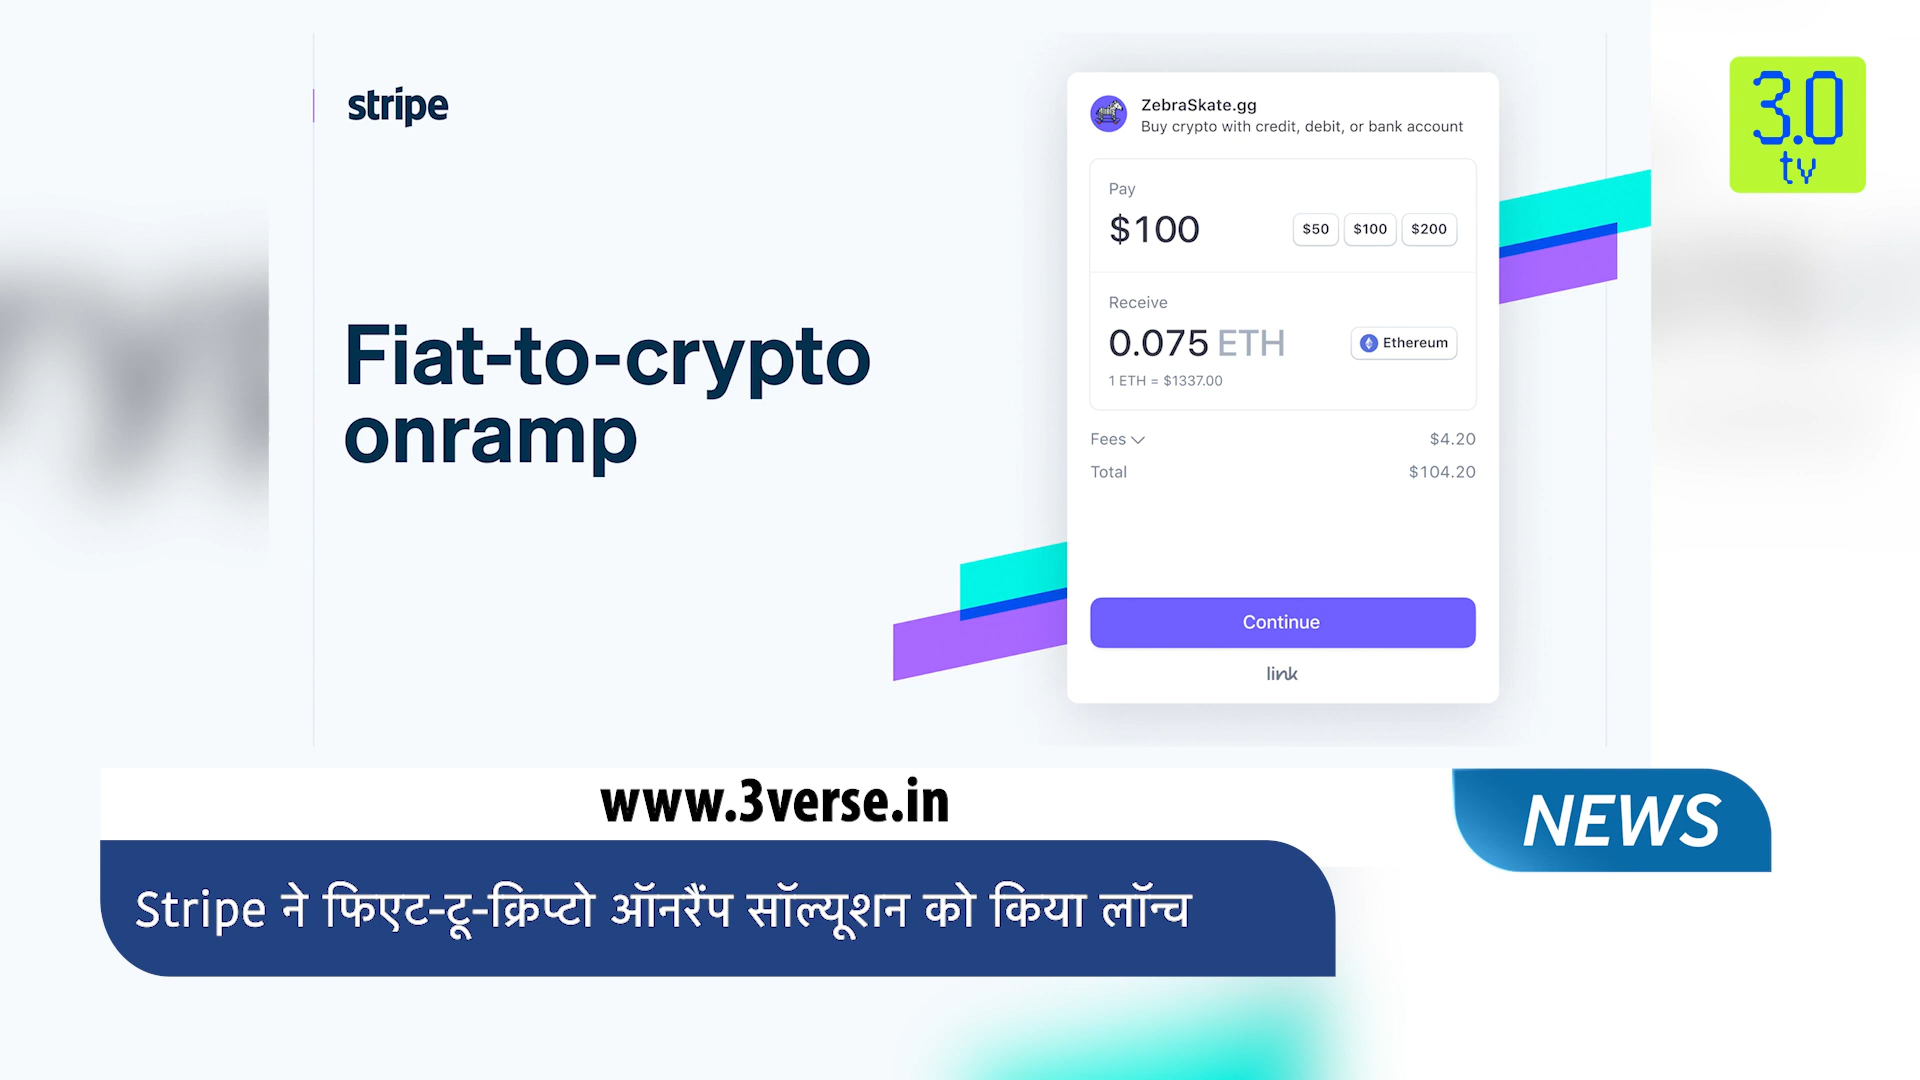 stripe
Fiat-to-crypto
onramp
ZebraSkate.gg
Buy crypto with credit, debit, or bank account
Pay
$100 $50 $100 $200
Receive
0.075 ETH Ethereum
1 ETH = $1337.00
Fees $4.20
Total $104.20
Continue
link
3.0
tv
www.3verse.in
NEWS
Stripe ने फिएट-टू-क्रिप्टो ऑनरैंप सॉल्यूशन को किया लॉन्च